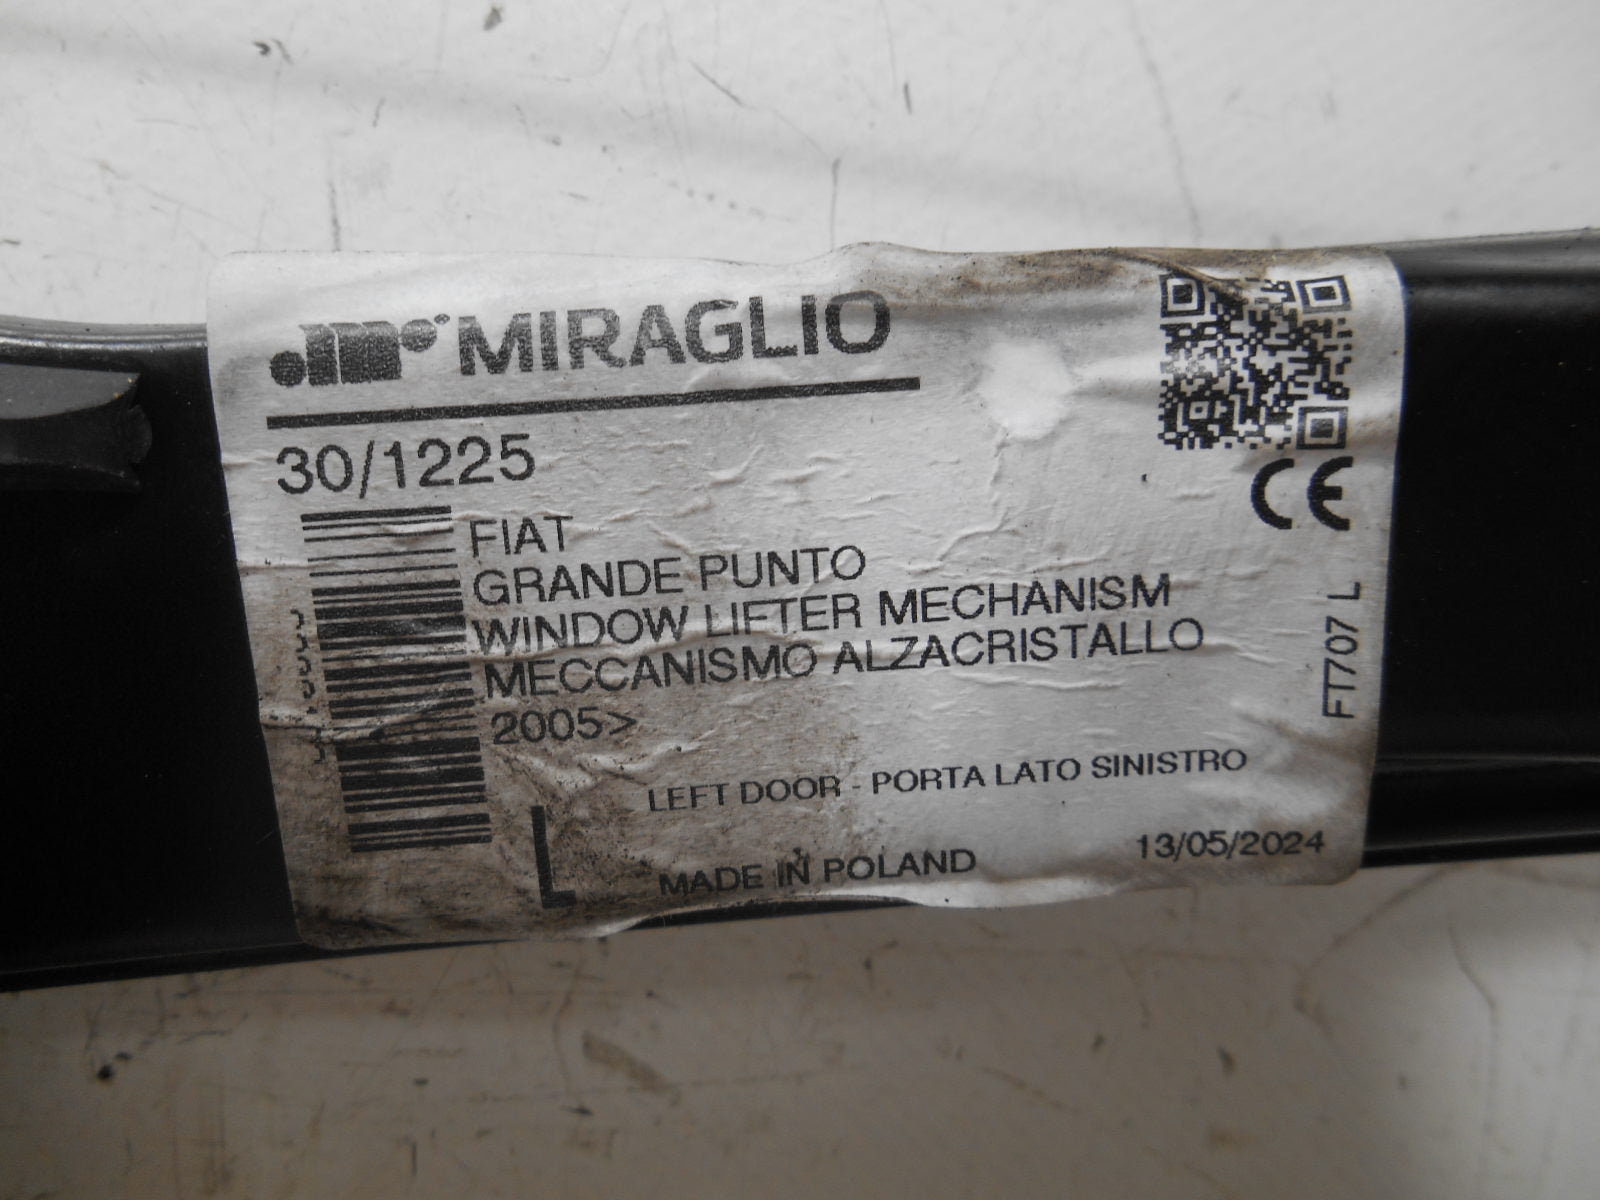 MIRAGLIO
30/1225
FIAT
GRANDE PUNTO
WINDOW LIFTER MECHANISM
MECCANISMO ALZACRISTALLO
2005>
LEFT DOOR - PORTA LATO SINISTRO
L
MADE IN POLAND
13/05/2024
CE
FT707 L